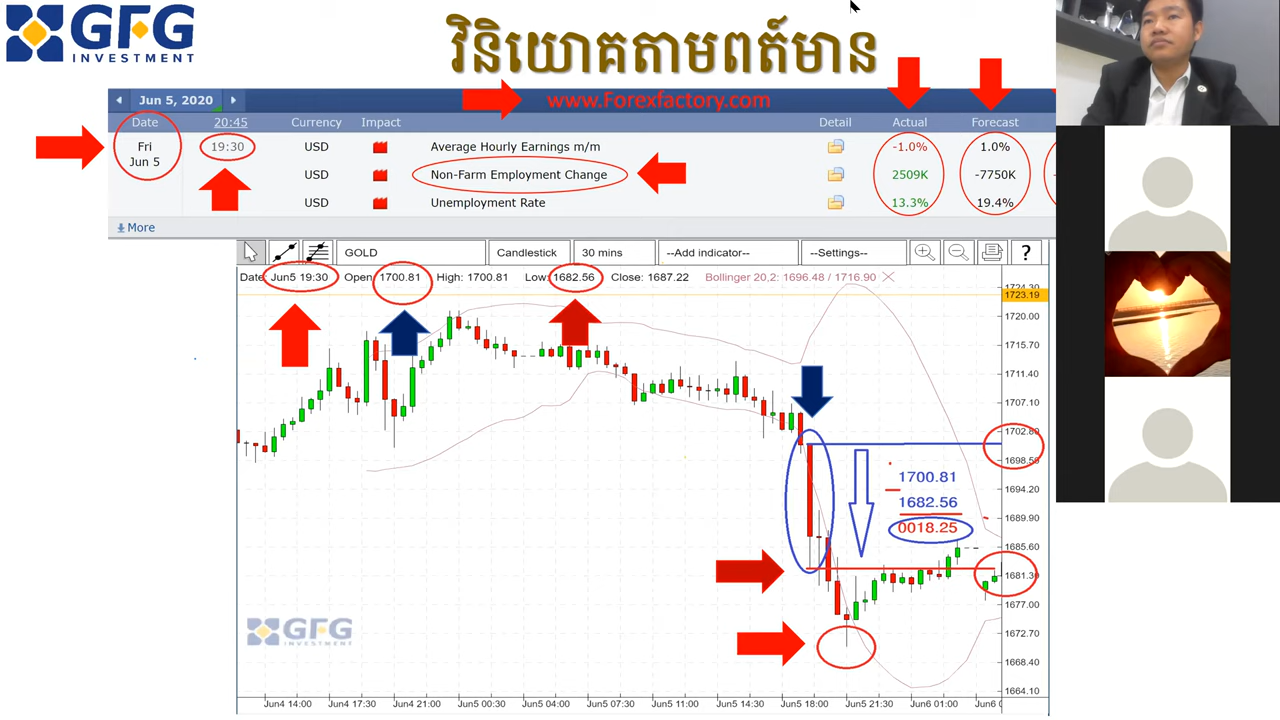 GFG
INVESTMENT
វិនិយោគតាមពត៍មាន
Jun 5, 2020
www.Forexfactory.com
Date 20:45 Currency Impact Detail Actual Forecast
Fri 19:30 USD Average Hourly Earnings m/m -1.0% 1.0%
Jun 5
USD Non-Farm Employment Change 2509K -7750K
USD Unemployment Rate 13.3% 19.4%
More
GOLD Candlestick 30 mins --Add indicator-- --Settings-- ?
Date: Jun5 19:30 Open: 1700.81 High: 1700.81 Low: 1682.56 Close: 1687.22 Bollinger 20,2: 1696.48 / 1716.90
1724.30
1723.19
1720.00
1715.70
1711.40
1707.10
1702.80
1698.50
1694.20
1689.90
1685.60
1681.30
1677.00
1672.70
1668.40
1664.10
1700.81
1682.56
0018.25
GFG
INVESTMENT
Jun4 14:00 Jun4 17:30 Jun4 21:00 Jun5 00:30 Jun5 04:00 Jun5 07:30 Jun5 11:00 Jun5 14:30 Jun5 18:00 Jun5 21:30 Jun6 01:00 Jun6 0